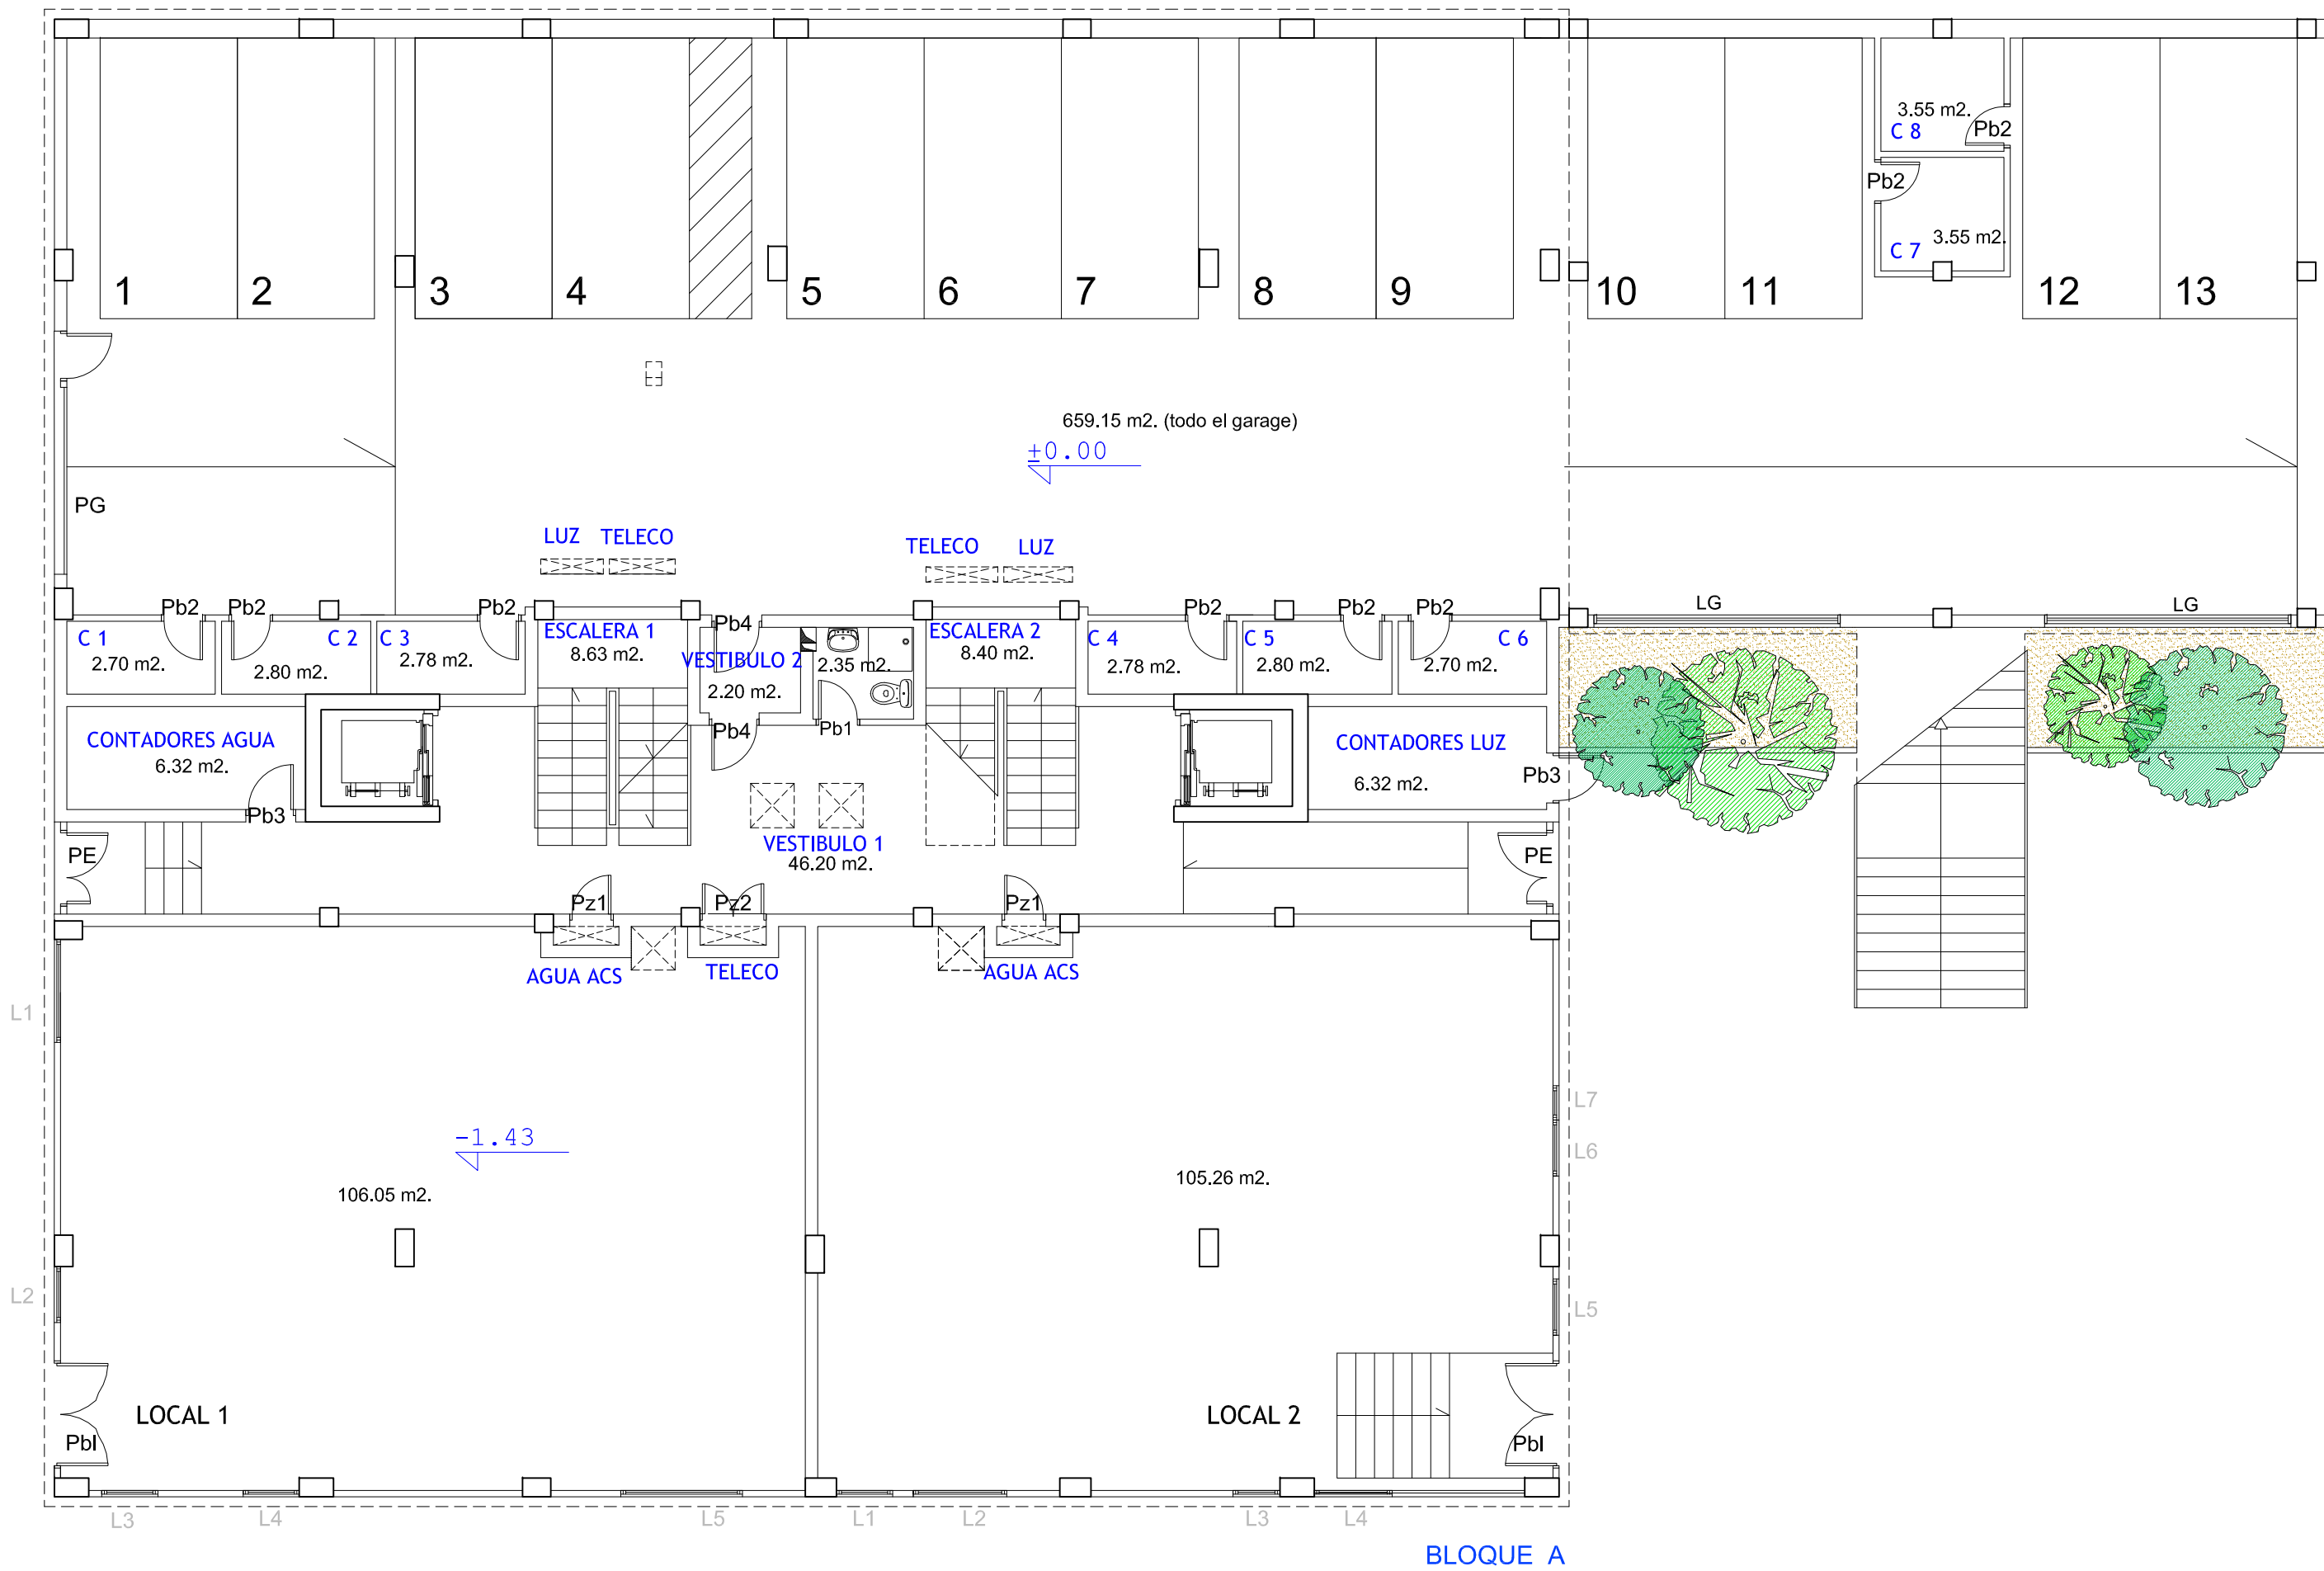 3.55 m2.
C 8
Pb2
Pb2
3.55 m2.
C 7
1
2
3
4
5
6
7
8
9
10
11
12
13
659.15 m2. (todo el garage)
±0.00
PG
LUZ
TELECO
TELECO
LUZ
LG
LG
Pb2
Pb2
Pb2
Pb4
Pb2
Pb2
Pb2
C 1
2.70 m2.
C 2
2.80 m2.
C 3
2.78 m2.
ESCALERA 1
8.63 m2.
VESTIBULO 2
2.20 m2.
2.35 m2.
ESCALERA 2
8.40 m2.
C 4
2.78 m2.
C 5
2.80 m2.
C 6
2.70 m2.
Pb4
Pb1
CONTADORES AGUA
6.32 m2.
Pb3
CONTADORES LUZ
6.32 m2.
Pb3
VESTIBULO 1
46.20 m2.
PE
PE
Pz1
Pz2
Pz1
AGUA ACS
TELECO
AGUA ACS
L1
L7
-1.43
L6
106.05 m2.
105.26 m2.
L2
L5
LOCAL 1
LOCAL 2
PbI
PbI
L3
L4
L5
L1
L2
L3
L4
BLOQUE A